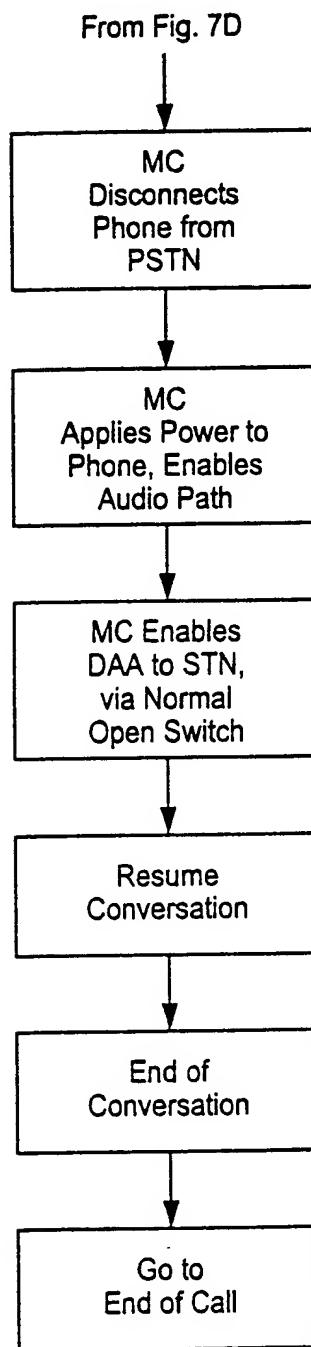 From Fig. 7D
MC
Disconnects
Phone from
PSTN
MC
Applies Power to
Phone, Enables
Audio Path
MC Enables
DAA to STN,
via Normal
Open Switch
Resume
Conversation
End of
Conversation
Go to
End of Call